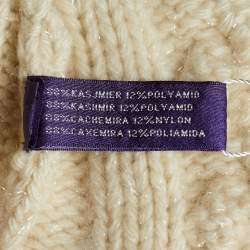 88%KASJMIER 12%POLYAMID
88%KASHMIR 12%POLYAMID
88%CACHEMIRA 12%NYLON
88%CAXEMIRA 12%POLIAMIDA